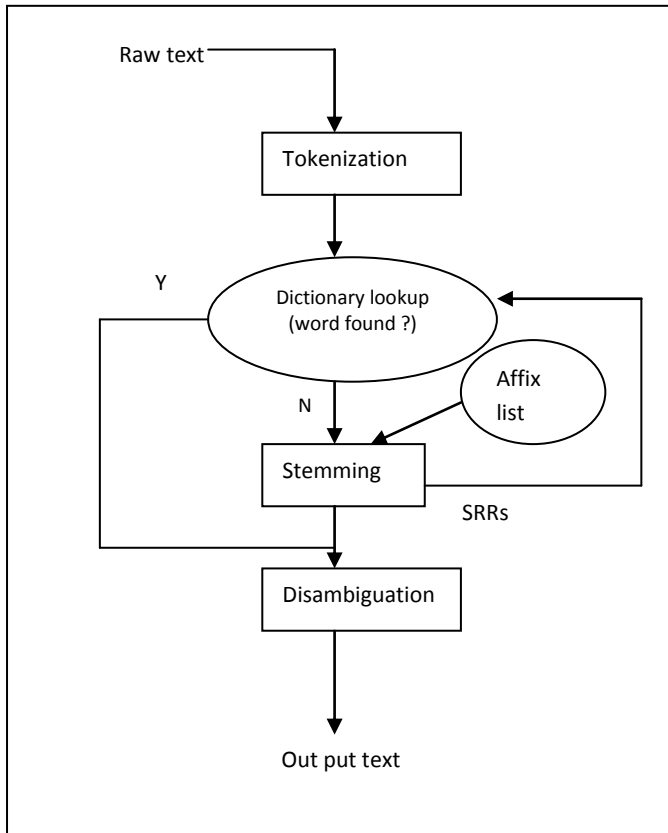 Raw text
Tokenization
Y
Dictionary lookup
(word found ?)
Affix
list
N
Stemming
SRRs
Disambiguation
Out put text